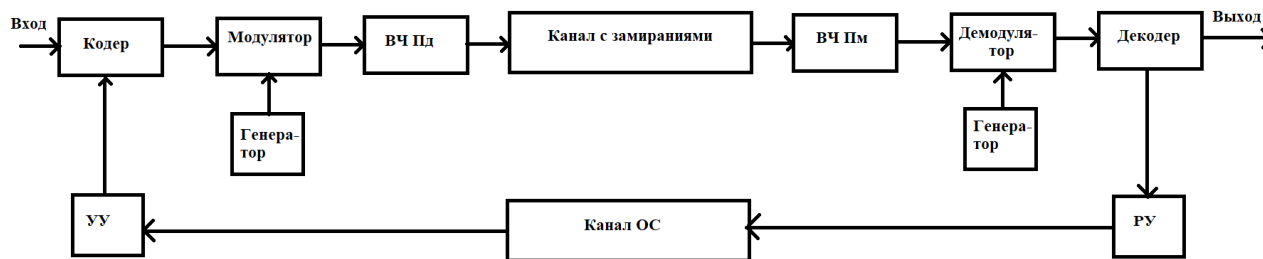 Вход
Кодер
Модулятор
ВЧ Пд
Канал с замираниями
ВЧ Пм
Демодуля-
тор
Декодер
Выход
Генера-
тор
Генера-
тор
УУ
Канал ОС
РУ